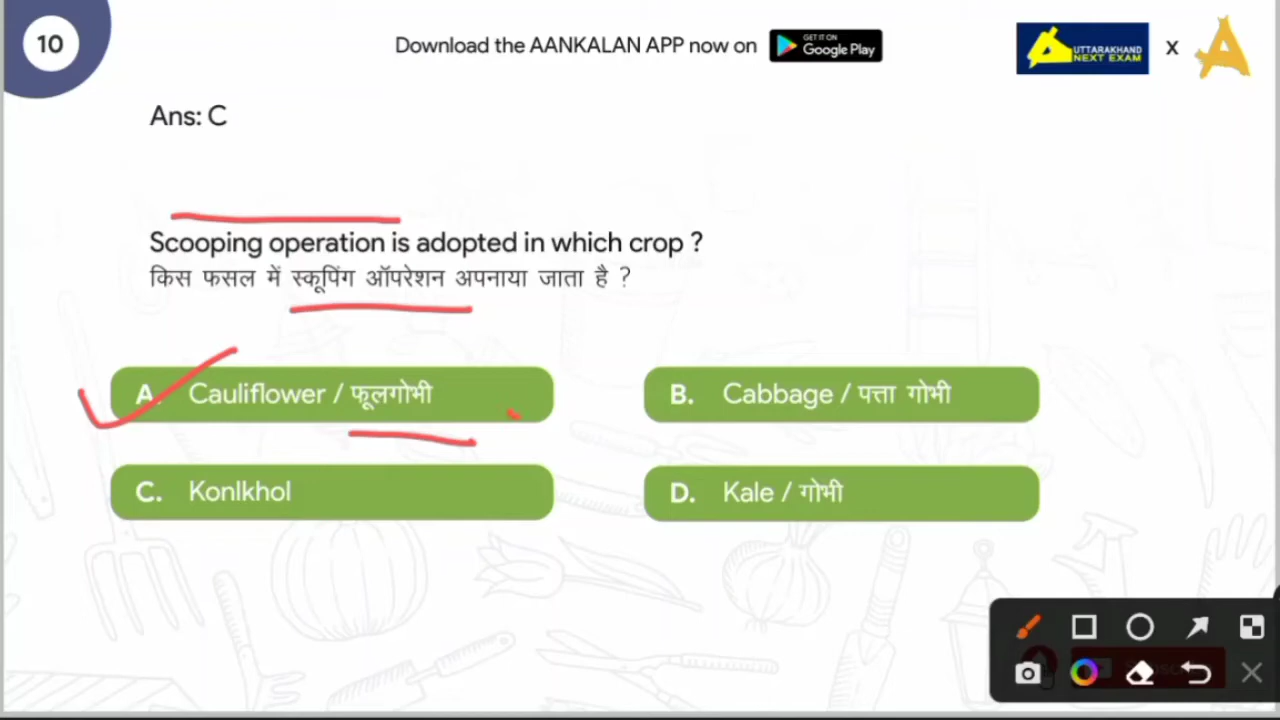 10
Download the AANKALAN APP now on
GET IT ON
Google Play
UTTARAKHAND
NEXT EXAM
X
Ans: C
Scooping operation is adopted in which crop ?
किस फसल में स्कूपिंग ऑपरेशन अपनाया जाता है ?
A. Cauliflower / फूलगोभी
B. Cabbage / पत्ता गोभी
C. Konlkhol
D. Kale / गोभी